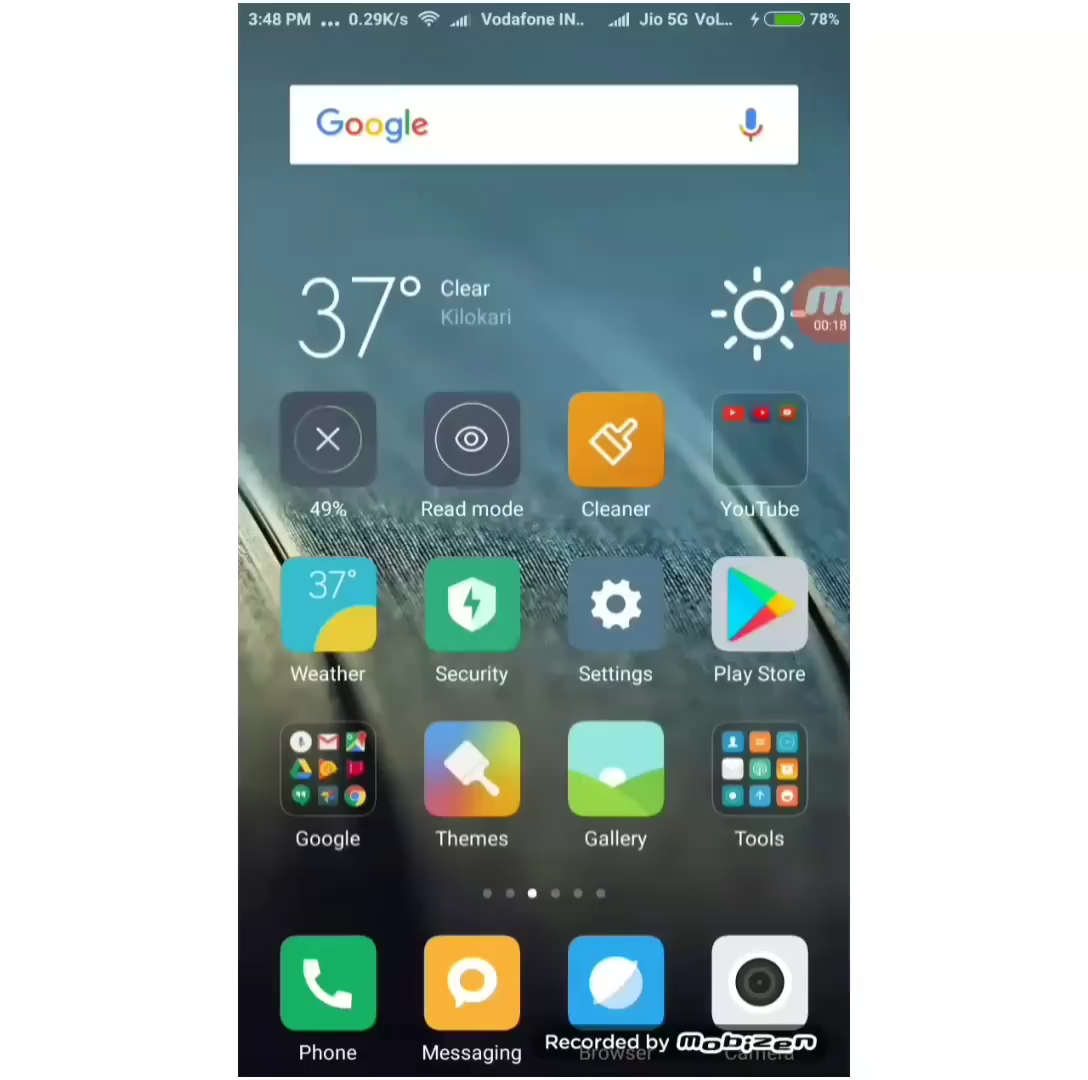 3:48 PM ... 0.29K/s Vodafone IN.. Jio 5G VoL... 78%
Google
37° Clear
Kilokari
00:18
49% Read mode Cleaner YouTube
37°
Weather Security Settings Play Store
Google Themes Gallery Tools
Recorded by mobizen
Phone Messaging Browser Camera